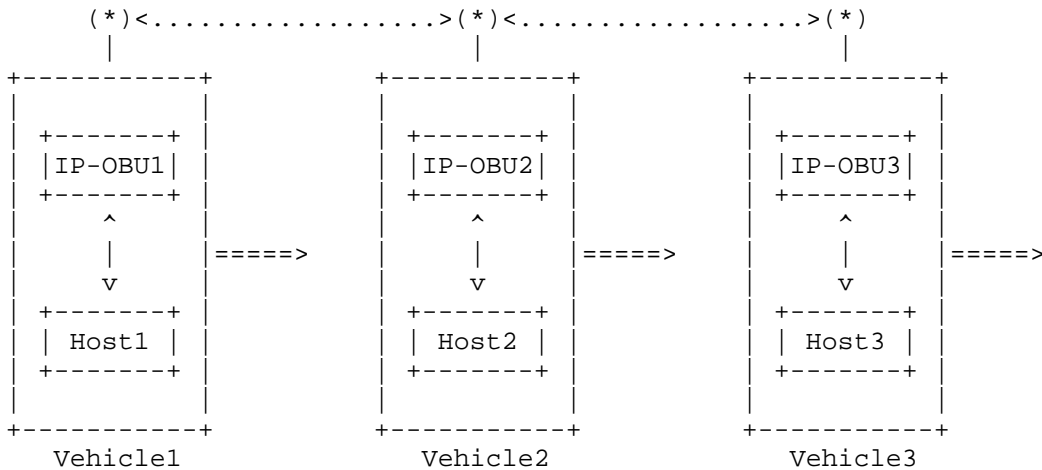 (*)<..................>(*)<..................>(*)
IP-OBU1 IP-OBU2 IP-OBU3
=====> =====> =====>
Host1 Host2 Host3
Vehicle1 Vehicle2 Vehicle3